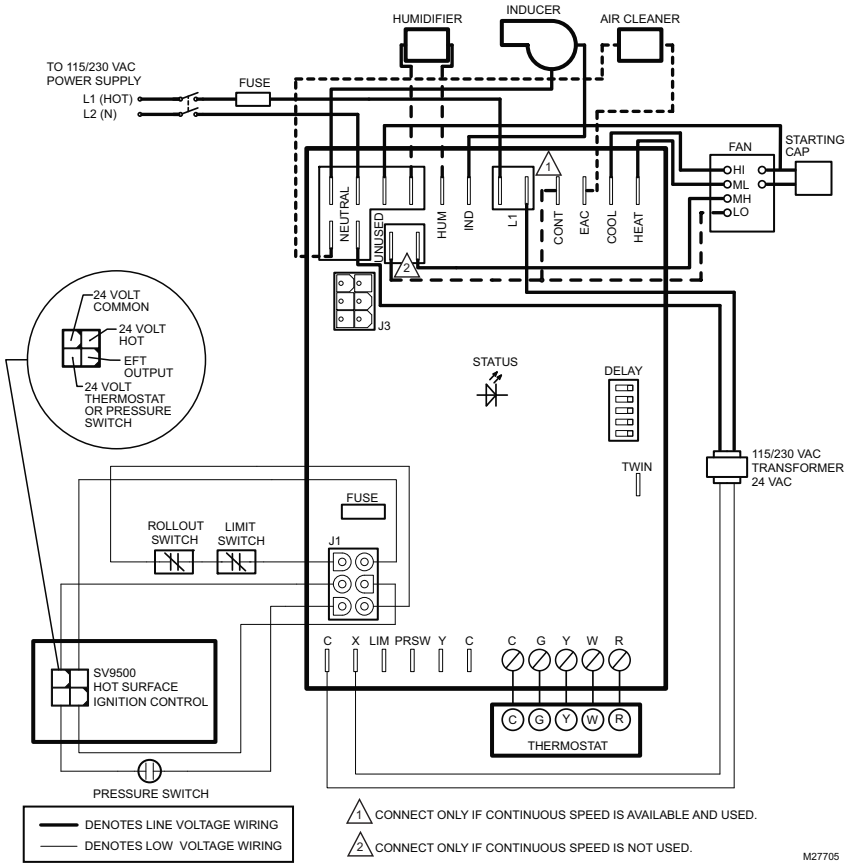 HUMIDIFIER
INDUCER
AIR CLEANER
TO 115/230 VAC
POWER SUPPLY
L1 (HOT)
L2 (N)
FUSE
FAN
STARTING
CAP
HI
ML
MH
LO
NEUTRAL
UNUSED
HUM
IND
L1
1
CONT
EAC
COOL
HEAT
2
J3
24 VOLT
COMMON
24 VOLT
HOT
EFT
OUTPUT
24 VOLT
THERMOSTAT
OR PRESSURE
SWITCH
STATUS
DELAY
TWIN
115/230 VAC
TRANSFORMER
24 VAC
FUSE
ROLLOUT
SWITCH
LIMIT
SWITCH
J1
C X LIM PRSW Y C C G Y W R
SV9500
HOT SURFACE
IGNITION CONTROL
C G Y W R
THERMOSTAT
PRESSURE SWITCH
DENOTES LINE VOLTAGE WIRING
DENOTES LOW VOLTAGE WIRING
1 CONNECT ONLY IF CONTINUOUS SPEED IS AVAILABLE AND USED.
2 CONNECT ONLY IF CONTINUOUS SPEED IS NOT USED.
M27705